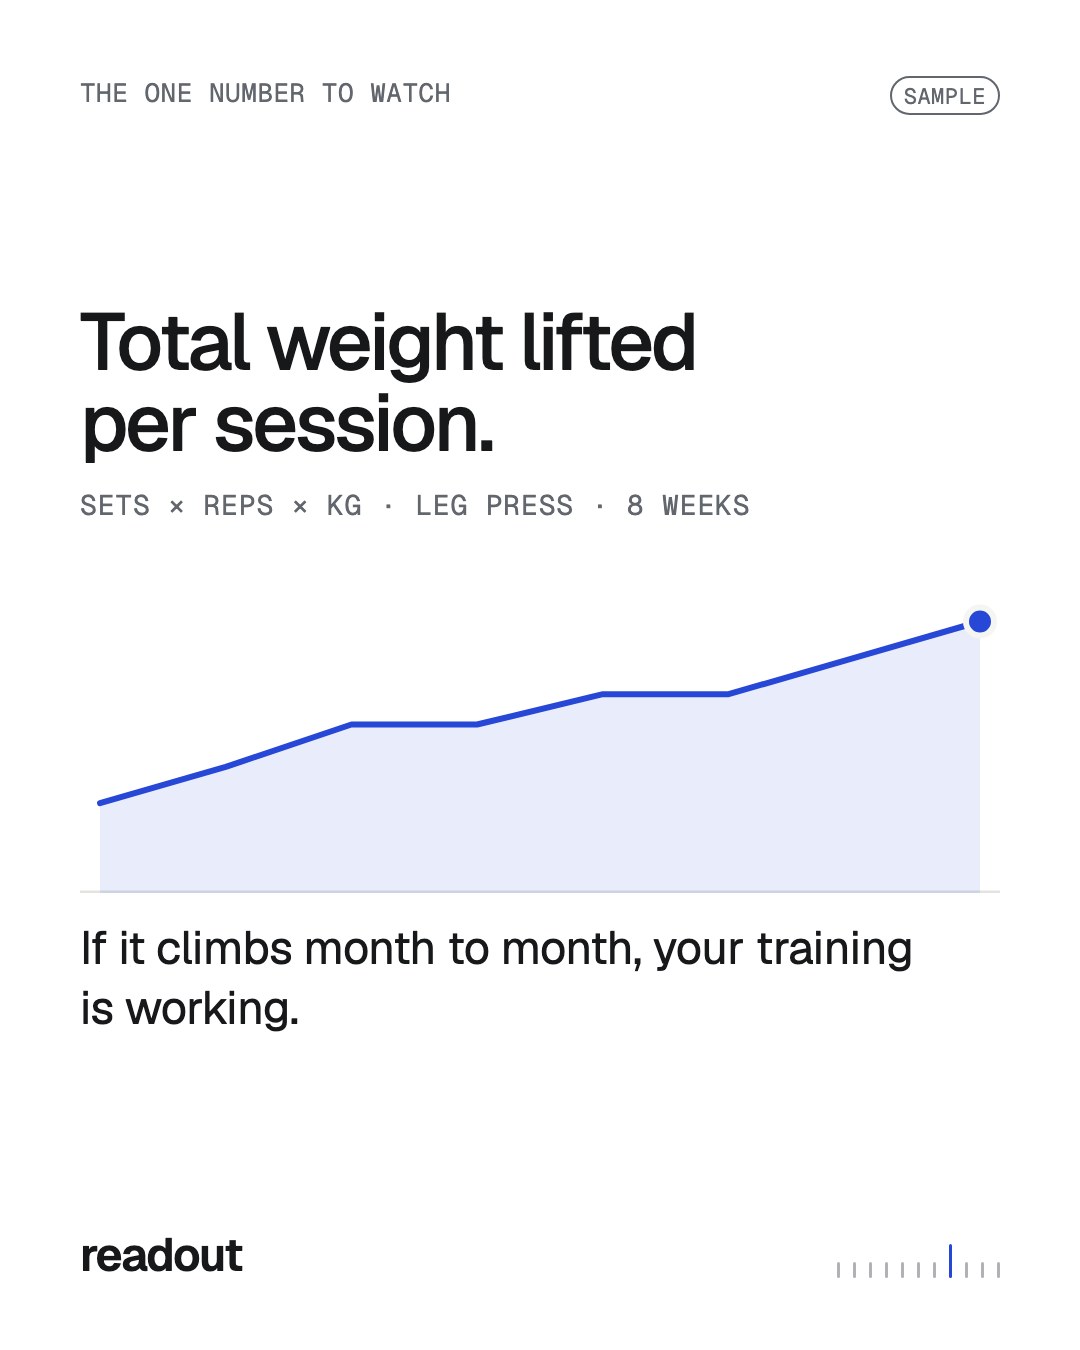 THE ONE NUMBER TO WATCH
SAMPLE
Total weight lifted
per session.
SETS × REPS × KG · LEG PRESS · 8 WEEKS
If it climbs month to month, your training
is working.
readout